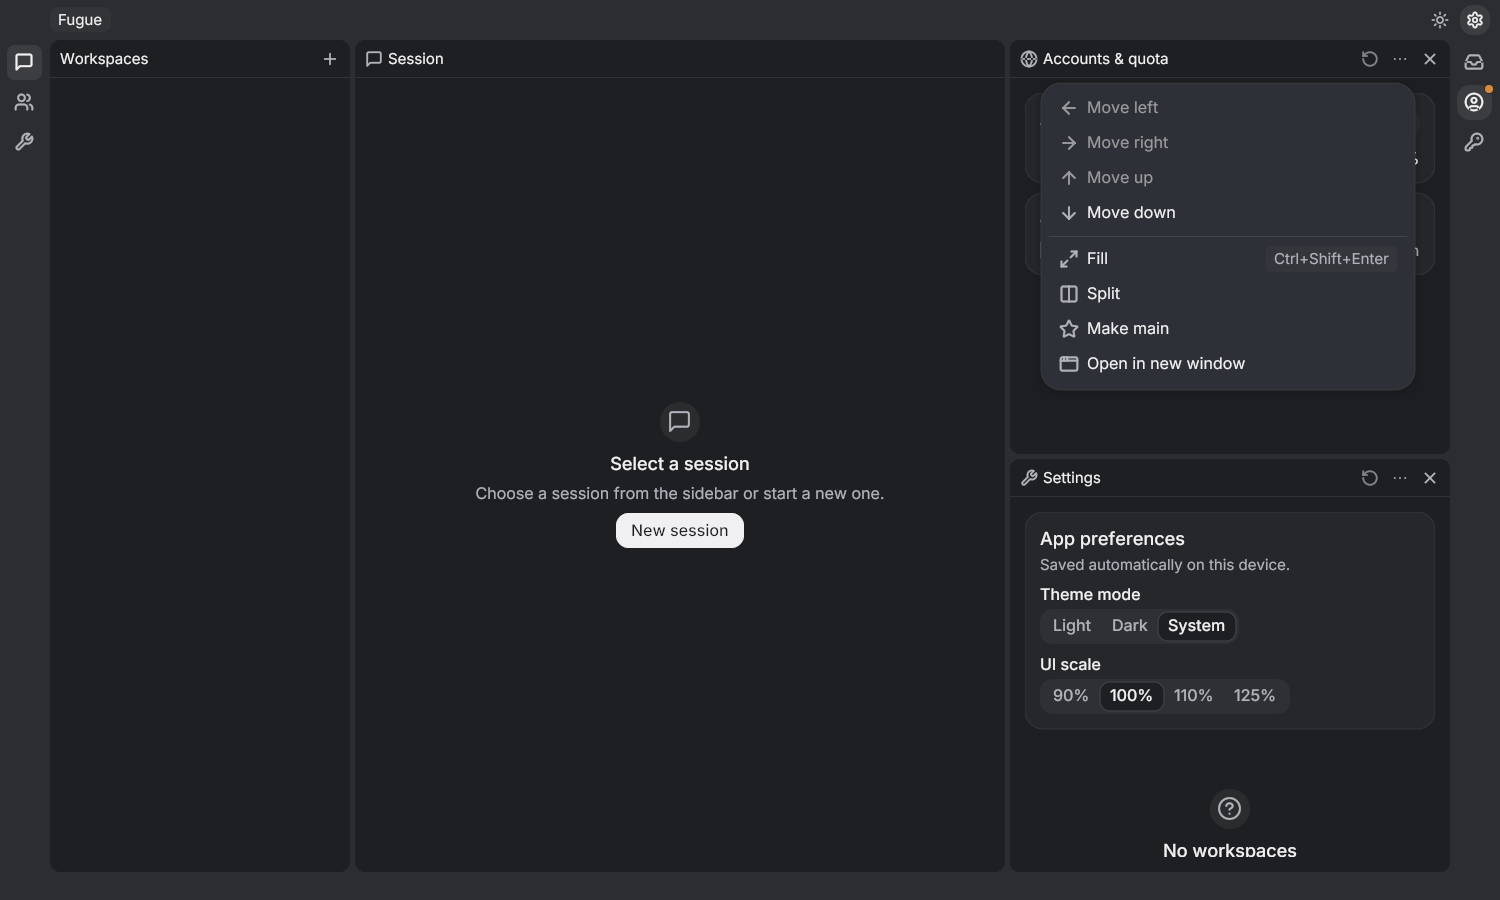 Fugue
Workspaces
Session
Select a session
Choose a session from the sidebar or start a new one.
New session
Accounts & quota
Move left
Move right
Move up
Move down
Fill
Ctrl+Shift+Enter
Split
Make main
Open in new window
Settings
App preferences
Saved automatically on this device.
Theme mode
Light Dark System
UI scale
90% 100% 110% 125%
No workspaces